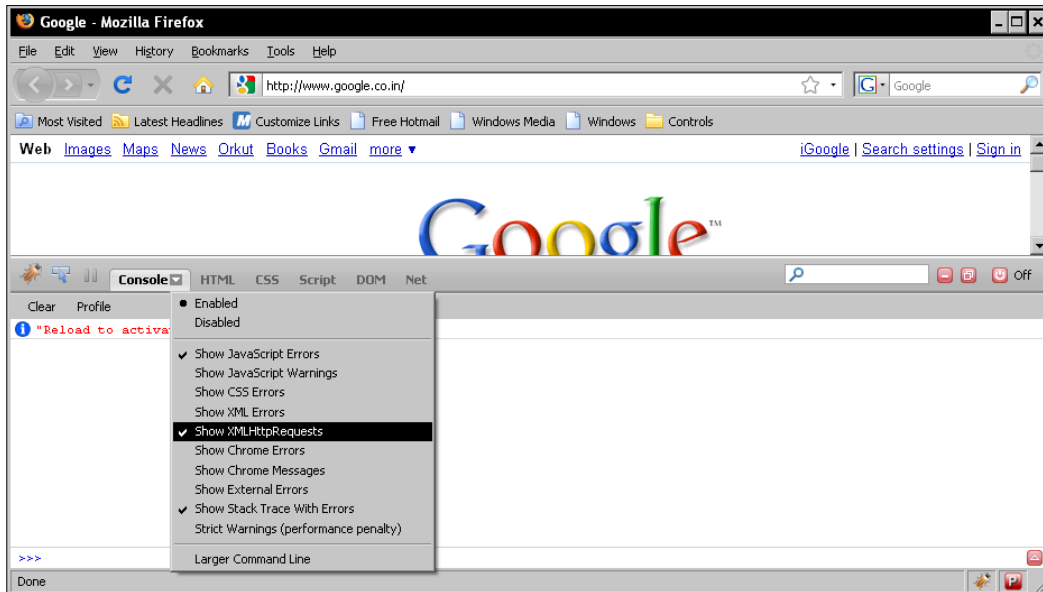 Google - Mozilla Firefox
File Edit View History Bookmarks Tools Help
http://www.google.co.in/ G Google
Most Visited Latest Headlines Customize Links Free Hotmail Windows Media Windows Controls
Web Images Maps News Orkut Books Gmail more ▼ iGoogle | Search settings | Sign in
Google™
Console HTML CSS Script DOM Net Off
Clear Profile
Enabled
Disabled
"Reload to activa
Show JavaScript Errors
Show JavaScript Warnings
Show CSS Errors
Show XML Errors
Show XMLHttpRequests
Show Chrome Errors
Show Chrome Messages
Show External Errors
Show Stack Trace With Errors
Strict Warnings (performance penalty)
Larger Command Line
>>>
Done